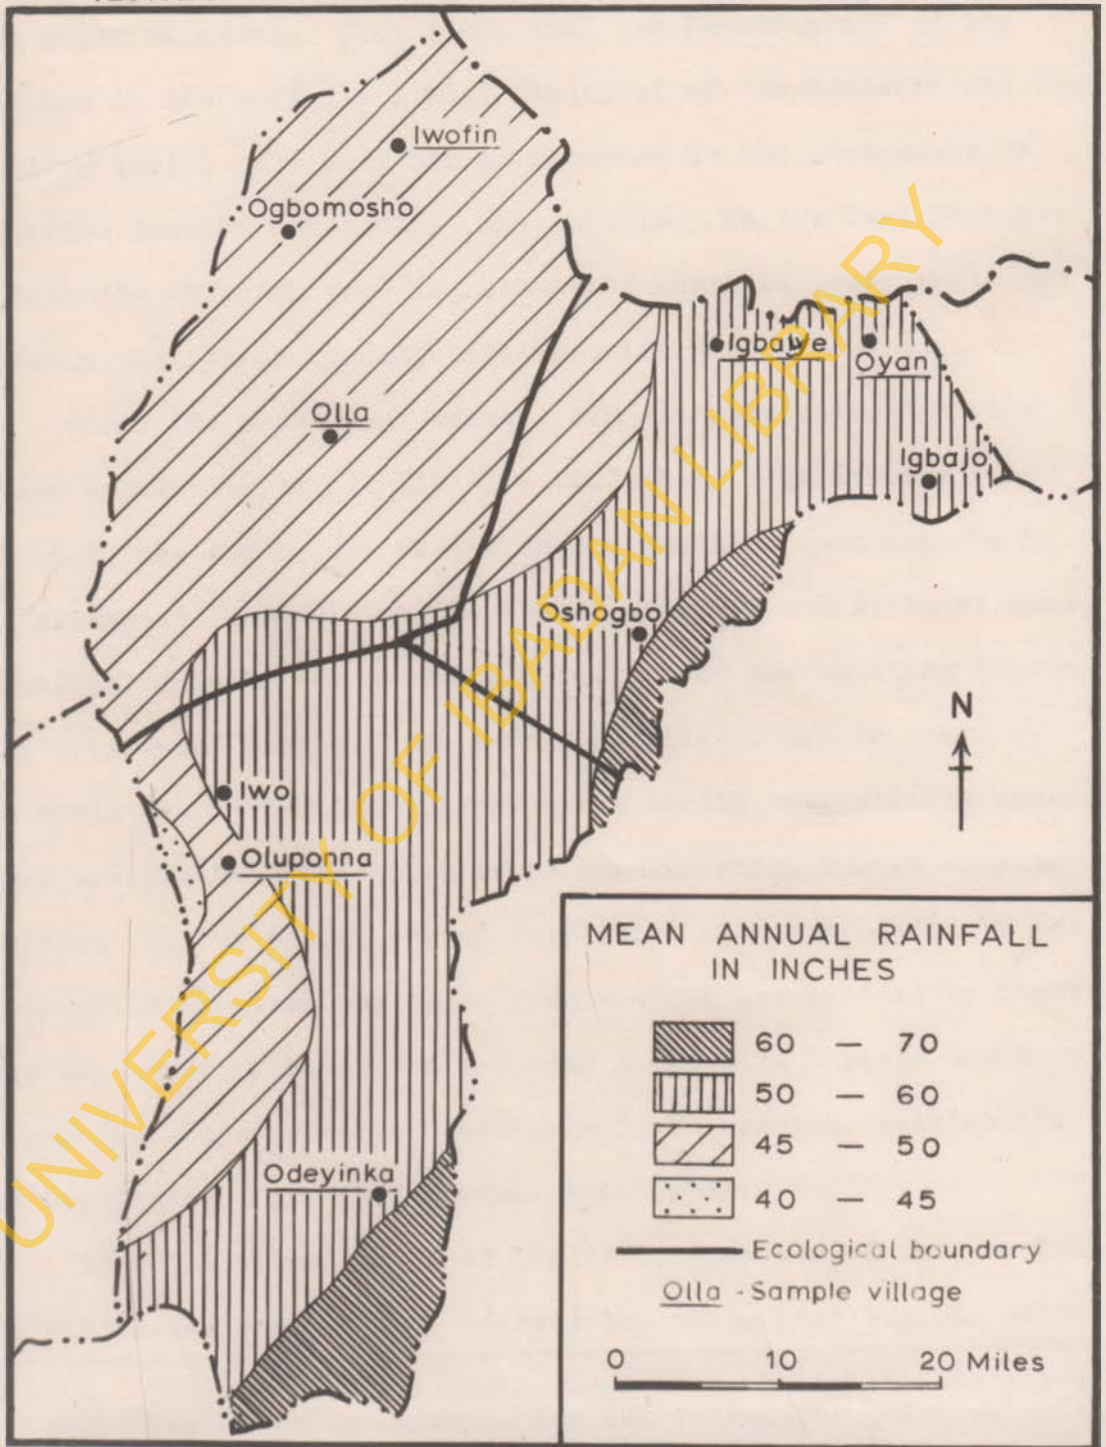 Iwofin
Ogbomosho
Igbajye
Oyan
Olla
Igbajo
Oshogbo
N
Iwo
Oluponna
Odeyinka
MEAN ANNUAL RAINFALL
IN INCHES
60 — 70
50 — 60
45 — 50
40 — 45
Ecological boundary
Olla - Sample village
0 10 20 Miles
UNIVERSITY OF IBADAN LIBRARY